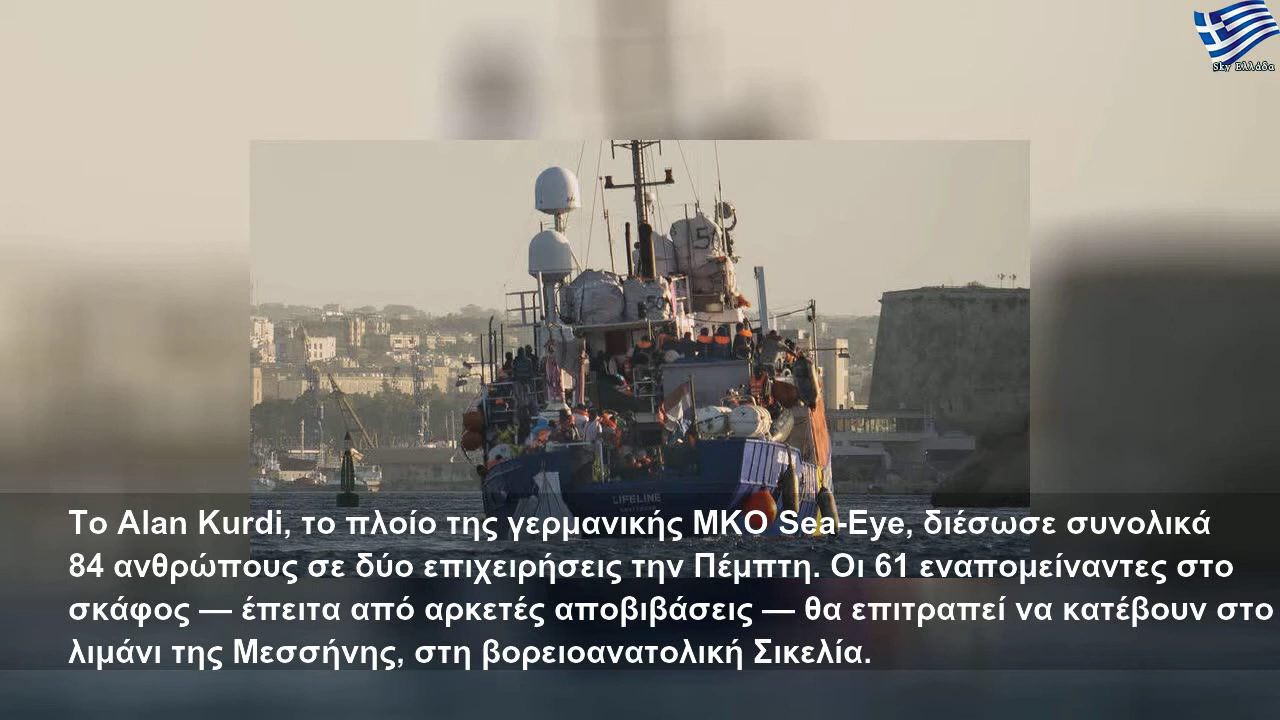 Sky Ελλάδα
5
LIFELINE
Το Alan Kurdi, το πλοίο της γερμανικής ΜΚΟ Sea-Eye, διέσωσε συνολικά
84 ανθρώπους σε δύο επιχειρήσεις την Πέμπτη. Οι 61 εναπομείναντες στο
σκάφος — έπειτα από αρκετές αποβιβάσεις — θα επιτραπεί να κατέβουν στο
λιμάνι της Μεσσήνης, στη βορειοανατολική Σικελία.